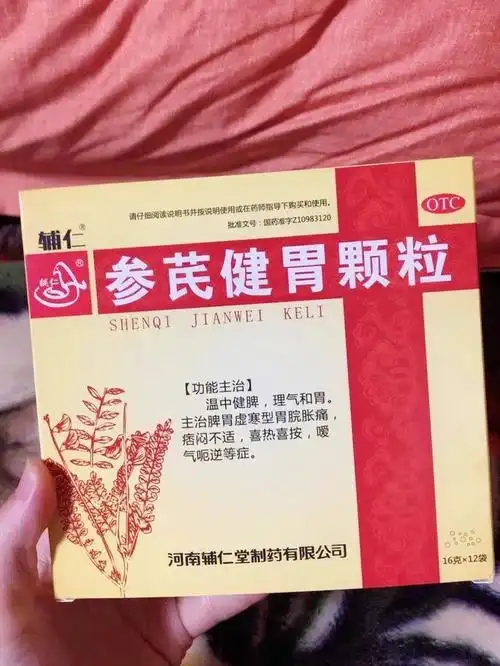 请仔细阅读说明书并按说明使用或在药师指导下购买和使用。
批准文号：国药准字Z10983120
OTC
辅仁®
辅仁®
参芪健胃颗粒
SHENQI JIANWEI KELI
【功能主治】
温中健脾，理气和胃。
主治脾胃虚寒型胃脘胀痛，
痞闷不适，喜热喜按，嗳
气呃逆等症。
河南辅仁堂制药有限公司
16克×12袋